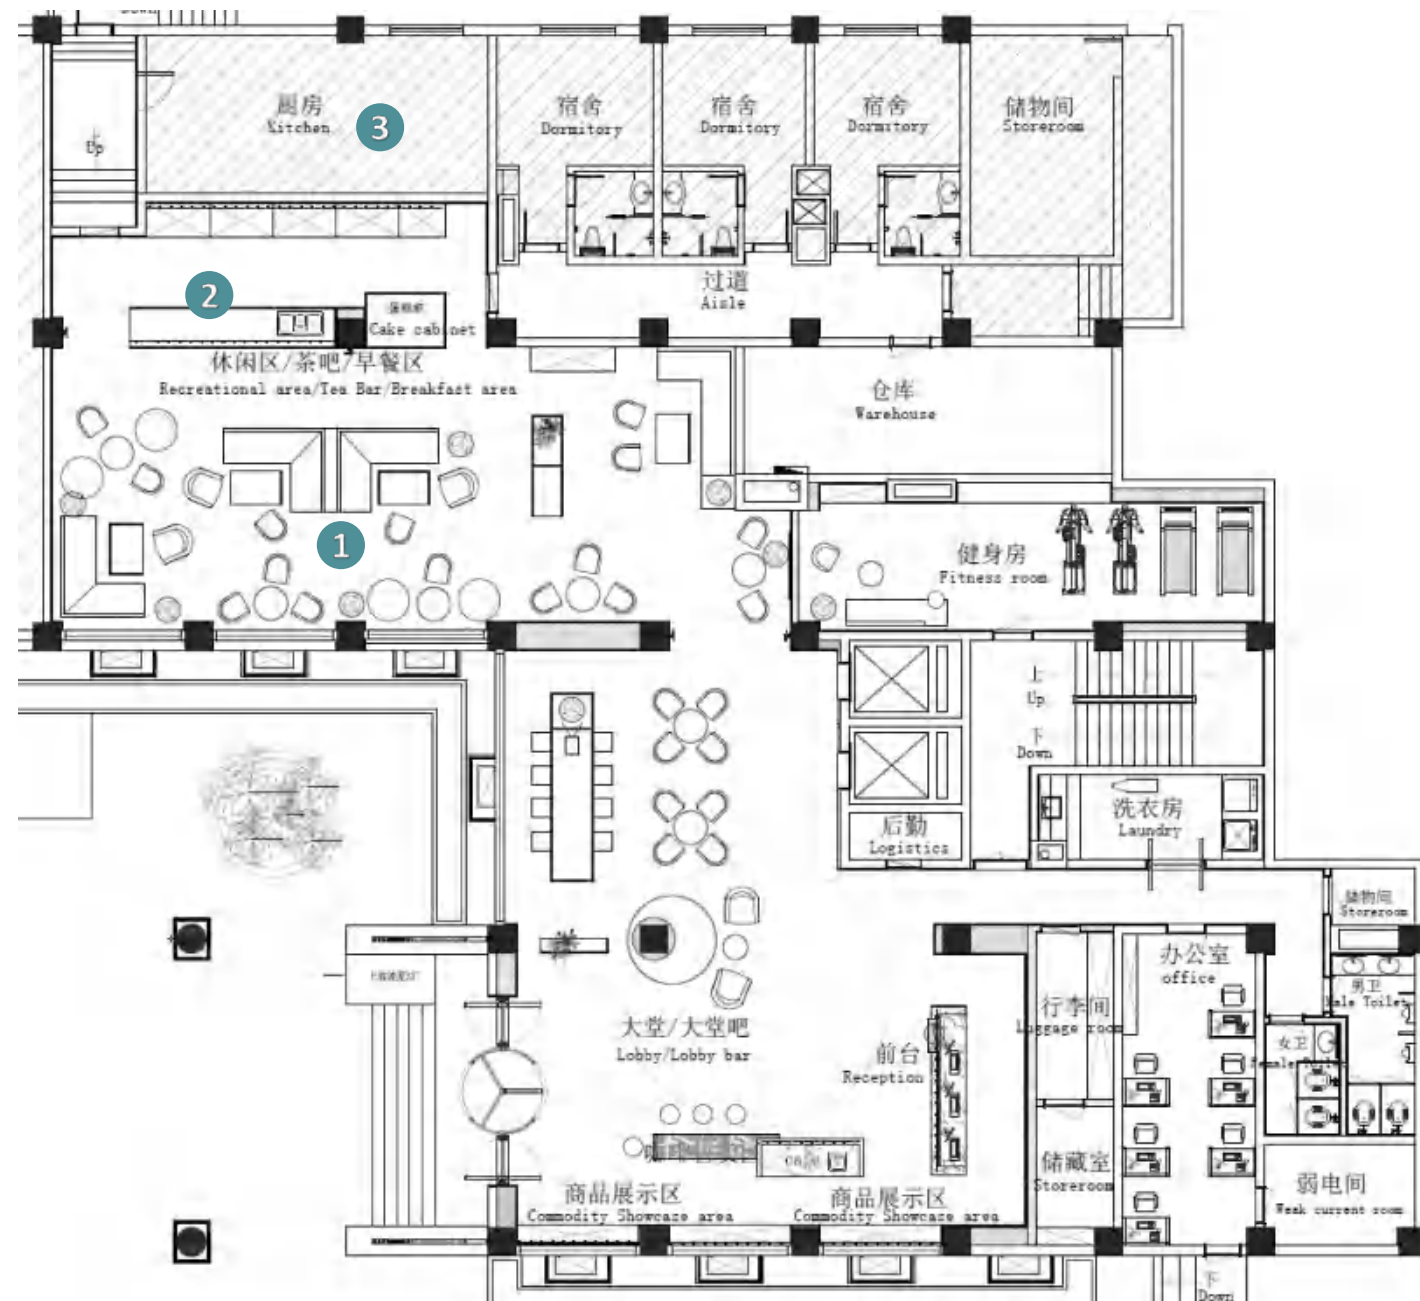 Down
厨房
Kitchen
3
宿舍
Dormitory
宿舍
Dormitory
宿舍
Dormitory
储物间
Storeroom
上
Up
2
过道
Aisle
Cake cabinet
休闲区/茶吧/早餐区
Recreational area/Tea Bar/Breakfast area
仓库
Warehouse
1
健身房
Fitness room
上
Up
下
Down
洗衣房
Laundry
后勤
Logistics
储物间
Storeroom
办公室
office
男卫
Male Toilet
行李间
Luggage room
大堂/大堂吧
Lobby/Lobby bar
前台
Reception
女卫
Female Toilet
储藏室
Storeroom
弱电间
Weak current room
商品展示区
Commodity Showcase area
商品展示区
Commodity Showcase area
下
Down